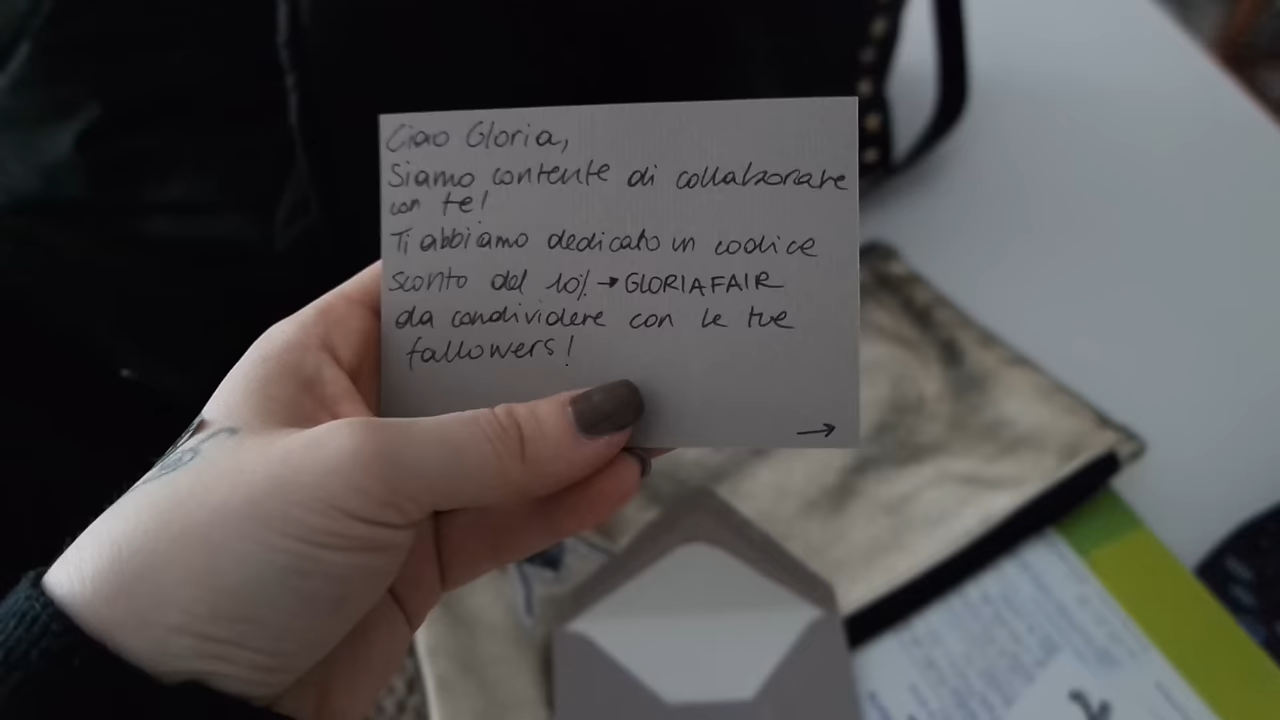 Ciao Gloria,
Siamo contente di collaborare
con te!
Ti abbiamo dedicato un codice
sconto del 10% → GLORIAFAIR
da condividere con le tue
fallowers!
→